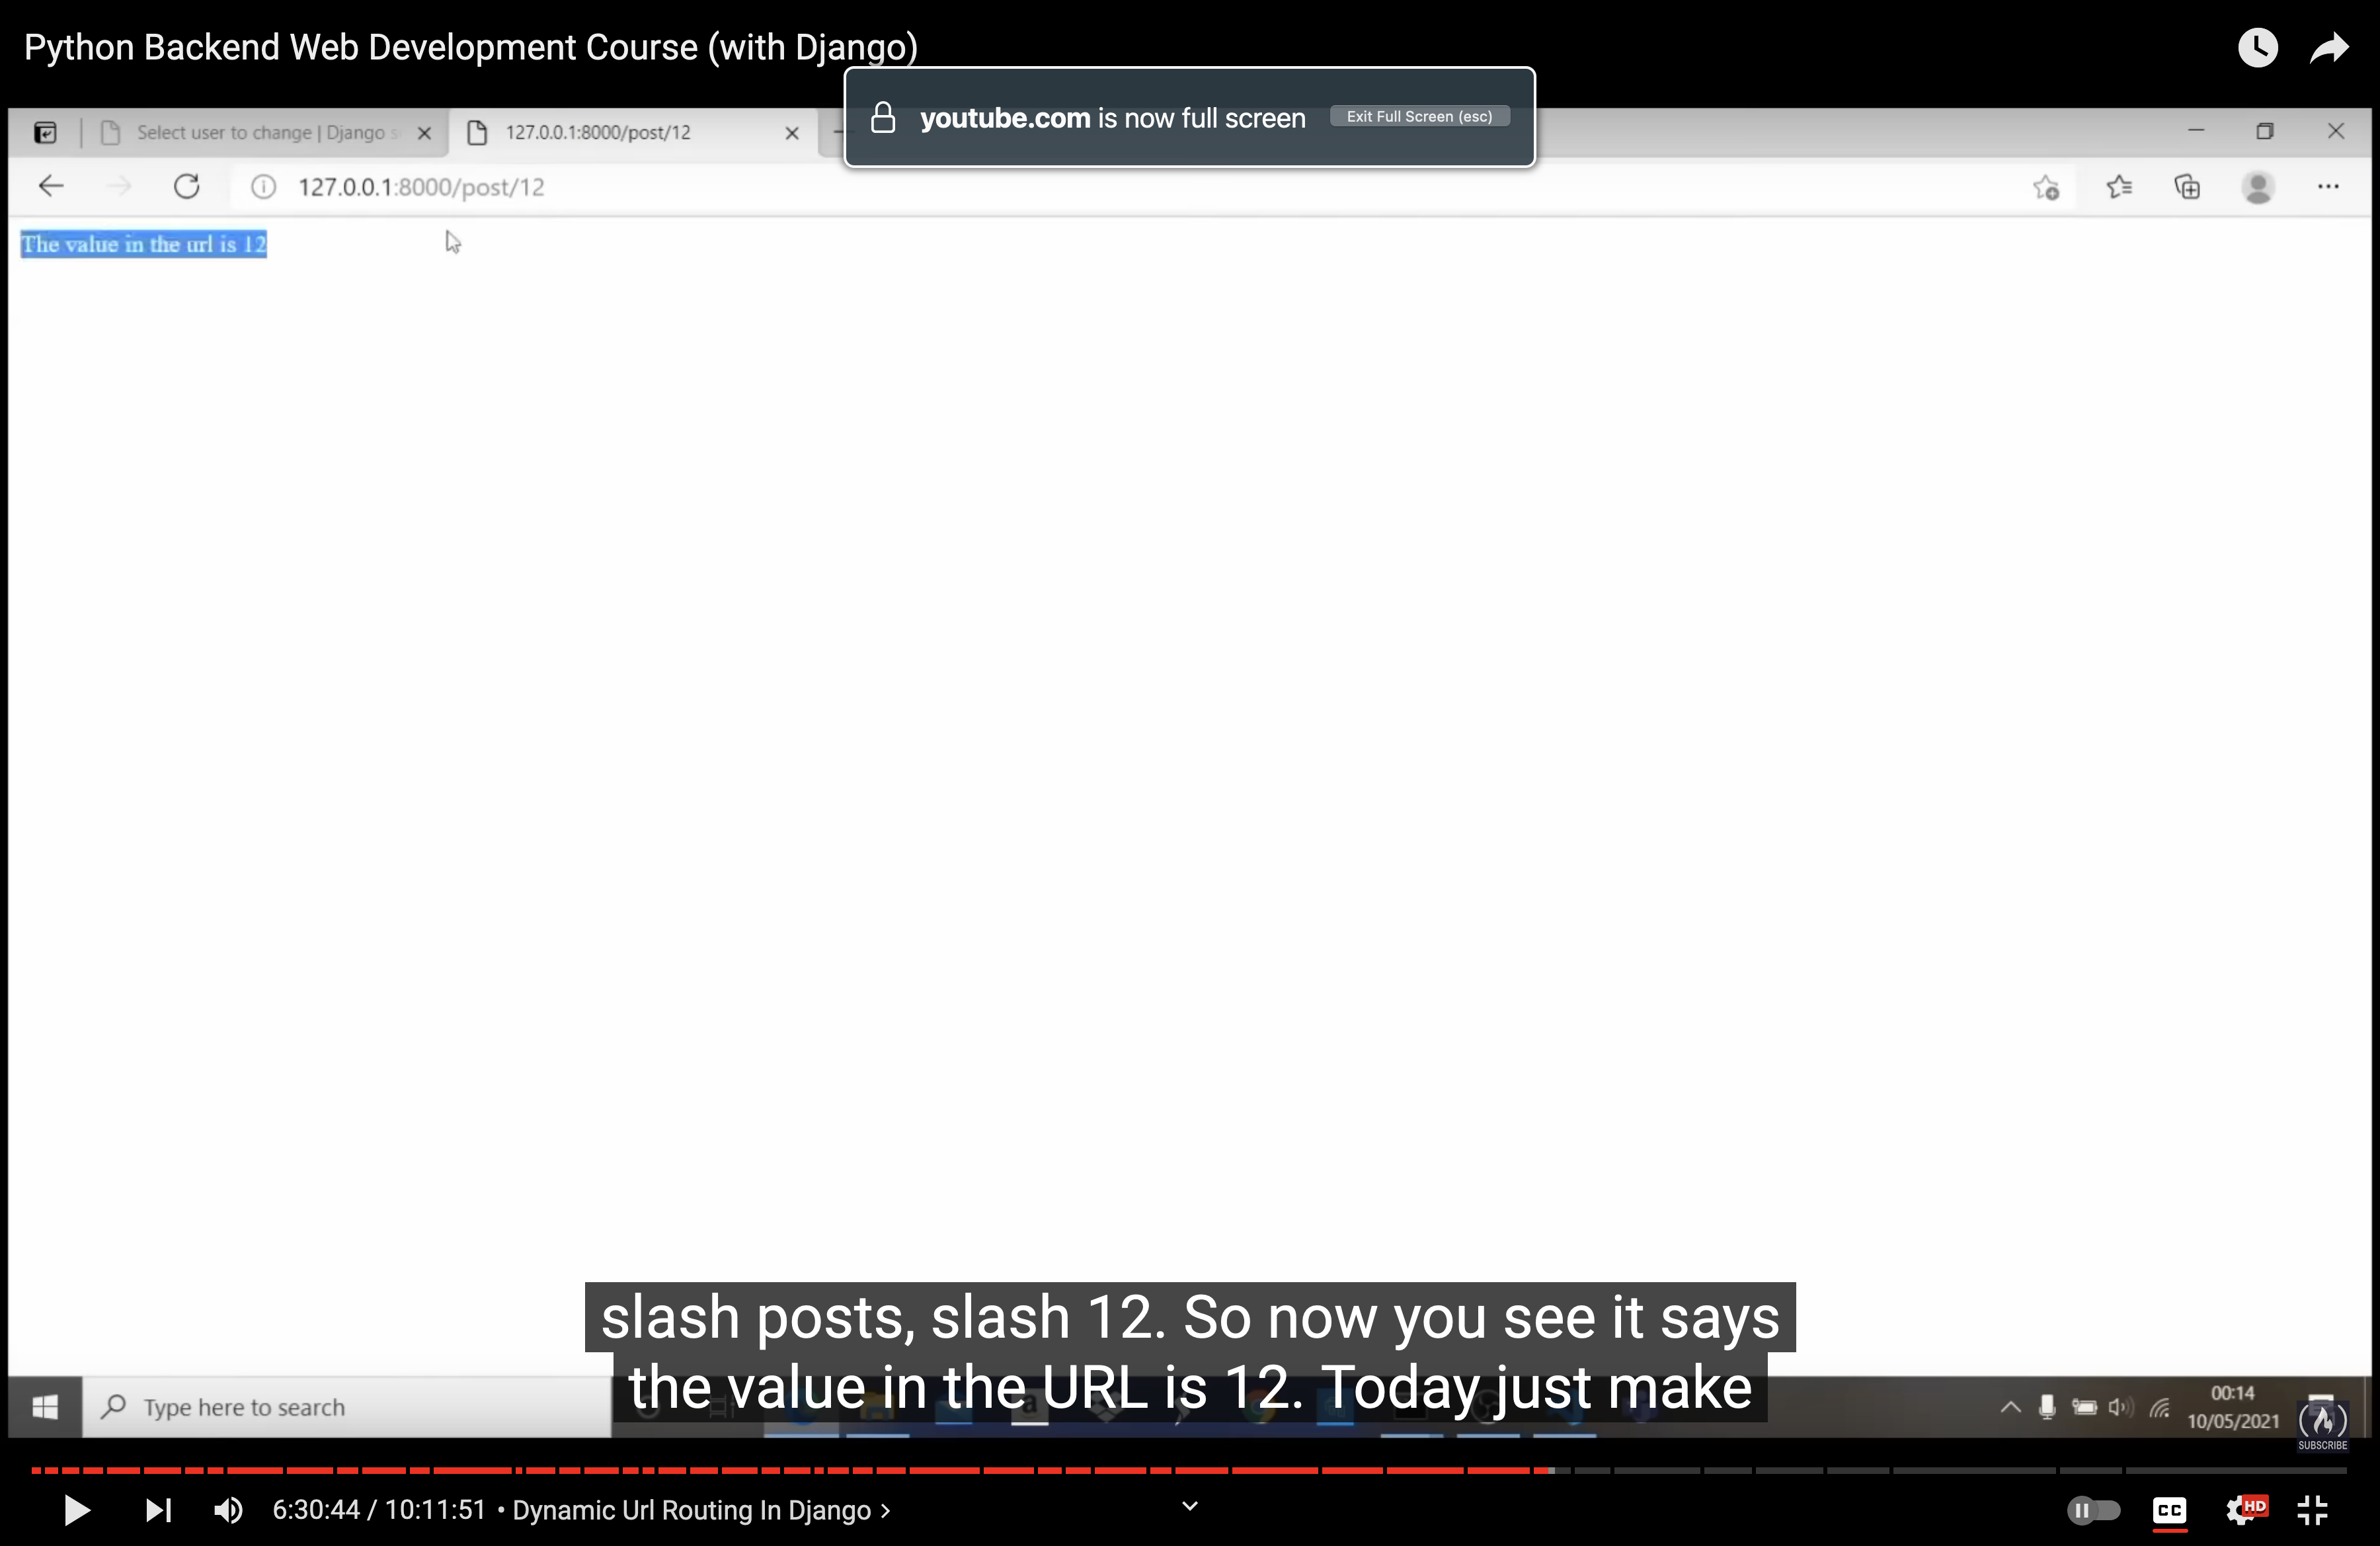 Python Backend Web Development Course (with Django)
youtube.com is now full screen
Exit Full Screen (esc)
Select user to change | Django s
127.0.0.1:8000/post/12
127.0.0.1:8000/post/12
The value in the url is 12
slash posts, slash 12. So now you see it says
the value in the URL is 12. Today just make
Type here to search
00:14
10/05/2021
SUBSCRIBE
6:30:44 / 10:11:51 • Dynamic Url Routing In Django >
CC
HD